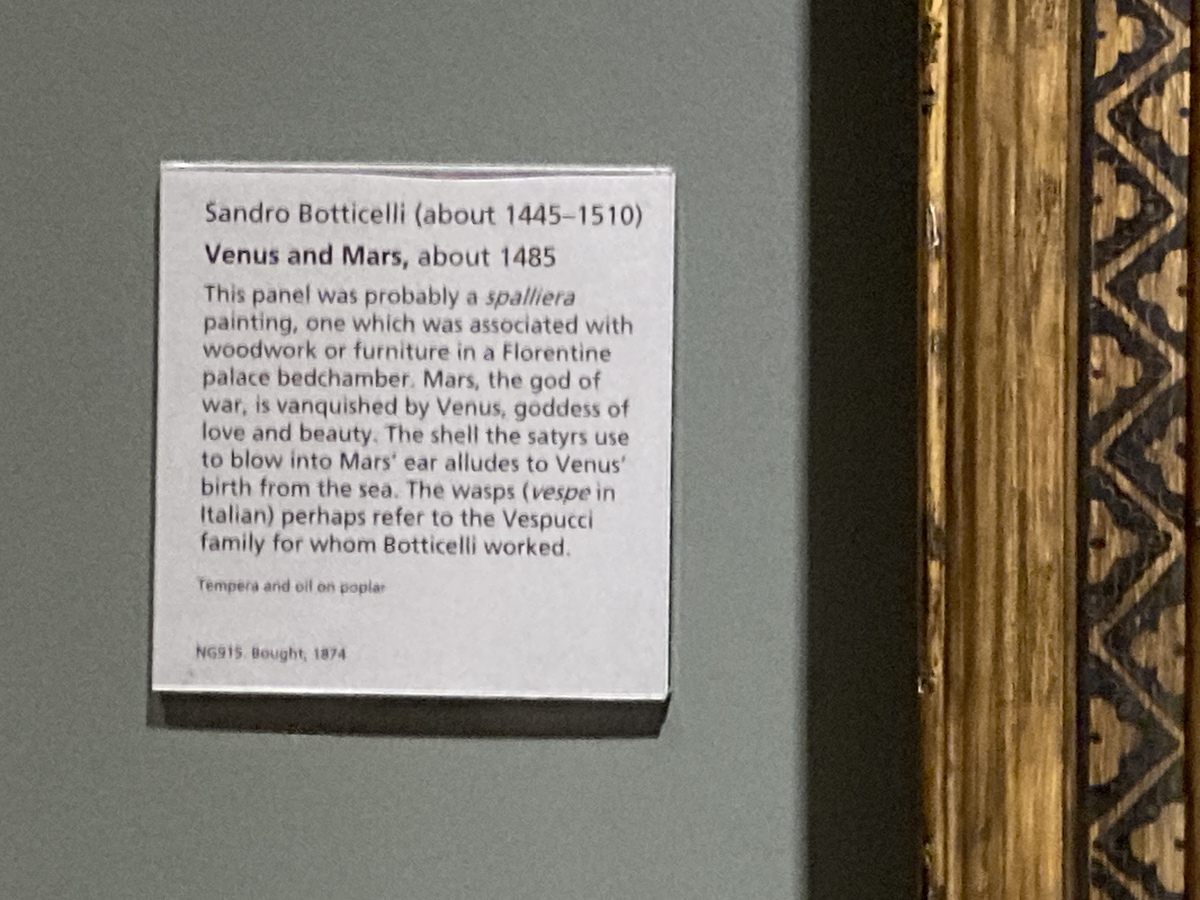 Sandro Botticelli (about 1445–1510)
Venus and Mars, about 1485
This panel was probably a spalliera
painting, one which was associated with
woodwork or furniture in a Florentine
palace bedchamber. Mars, the god of
war, is vanquished by Venus, goddess of
love and beauty. The shell the satyrs use
to blow into Mars' ear alludes to Venus'
birth from the sea. The wasps (vespe in
Italian) perhaps refer to the Vespucci
family for whom Botticelli worked.
Tempera and oil on poplar
NG915. Bought, 1874